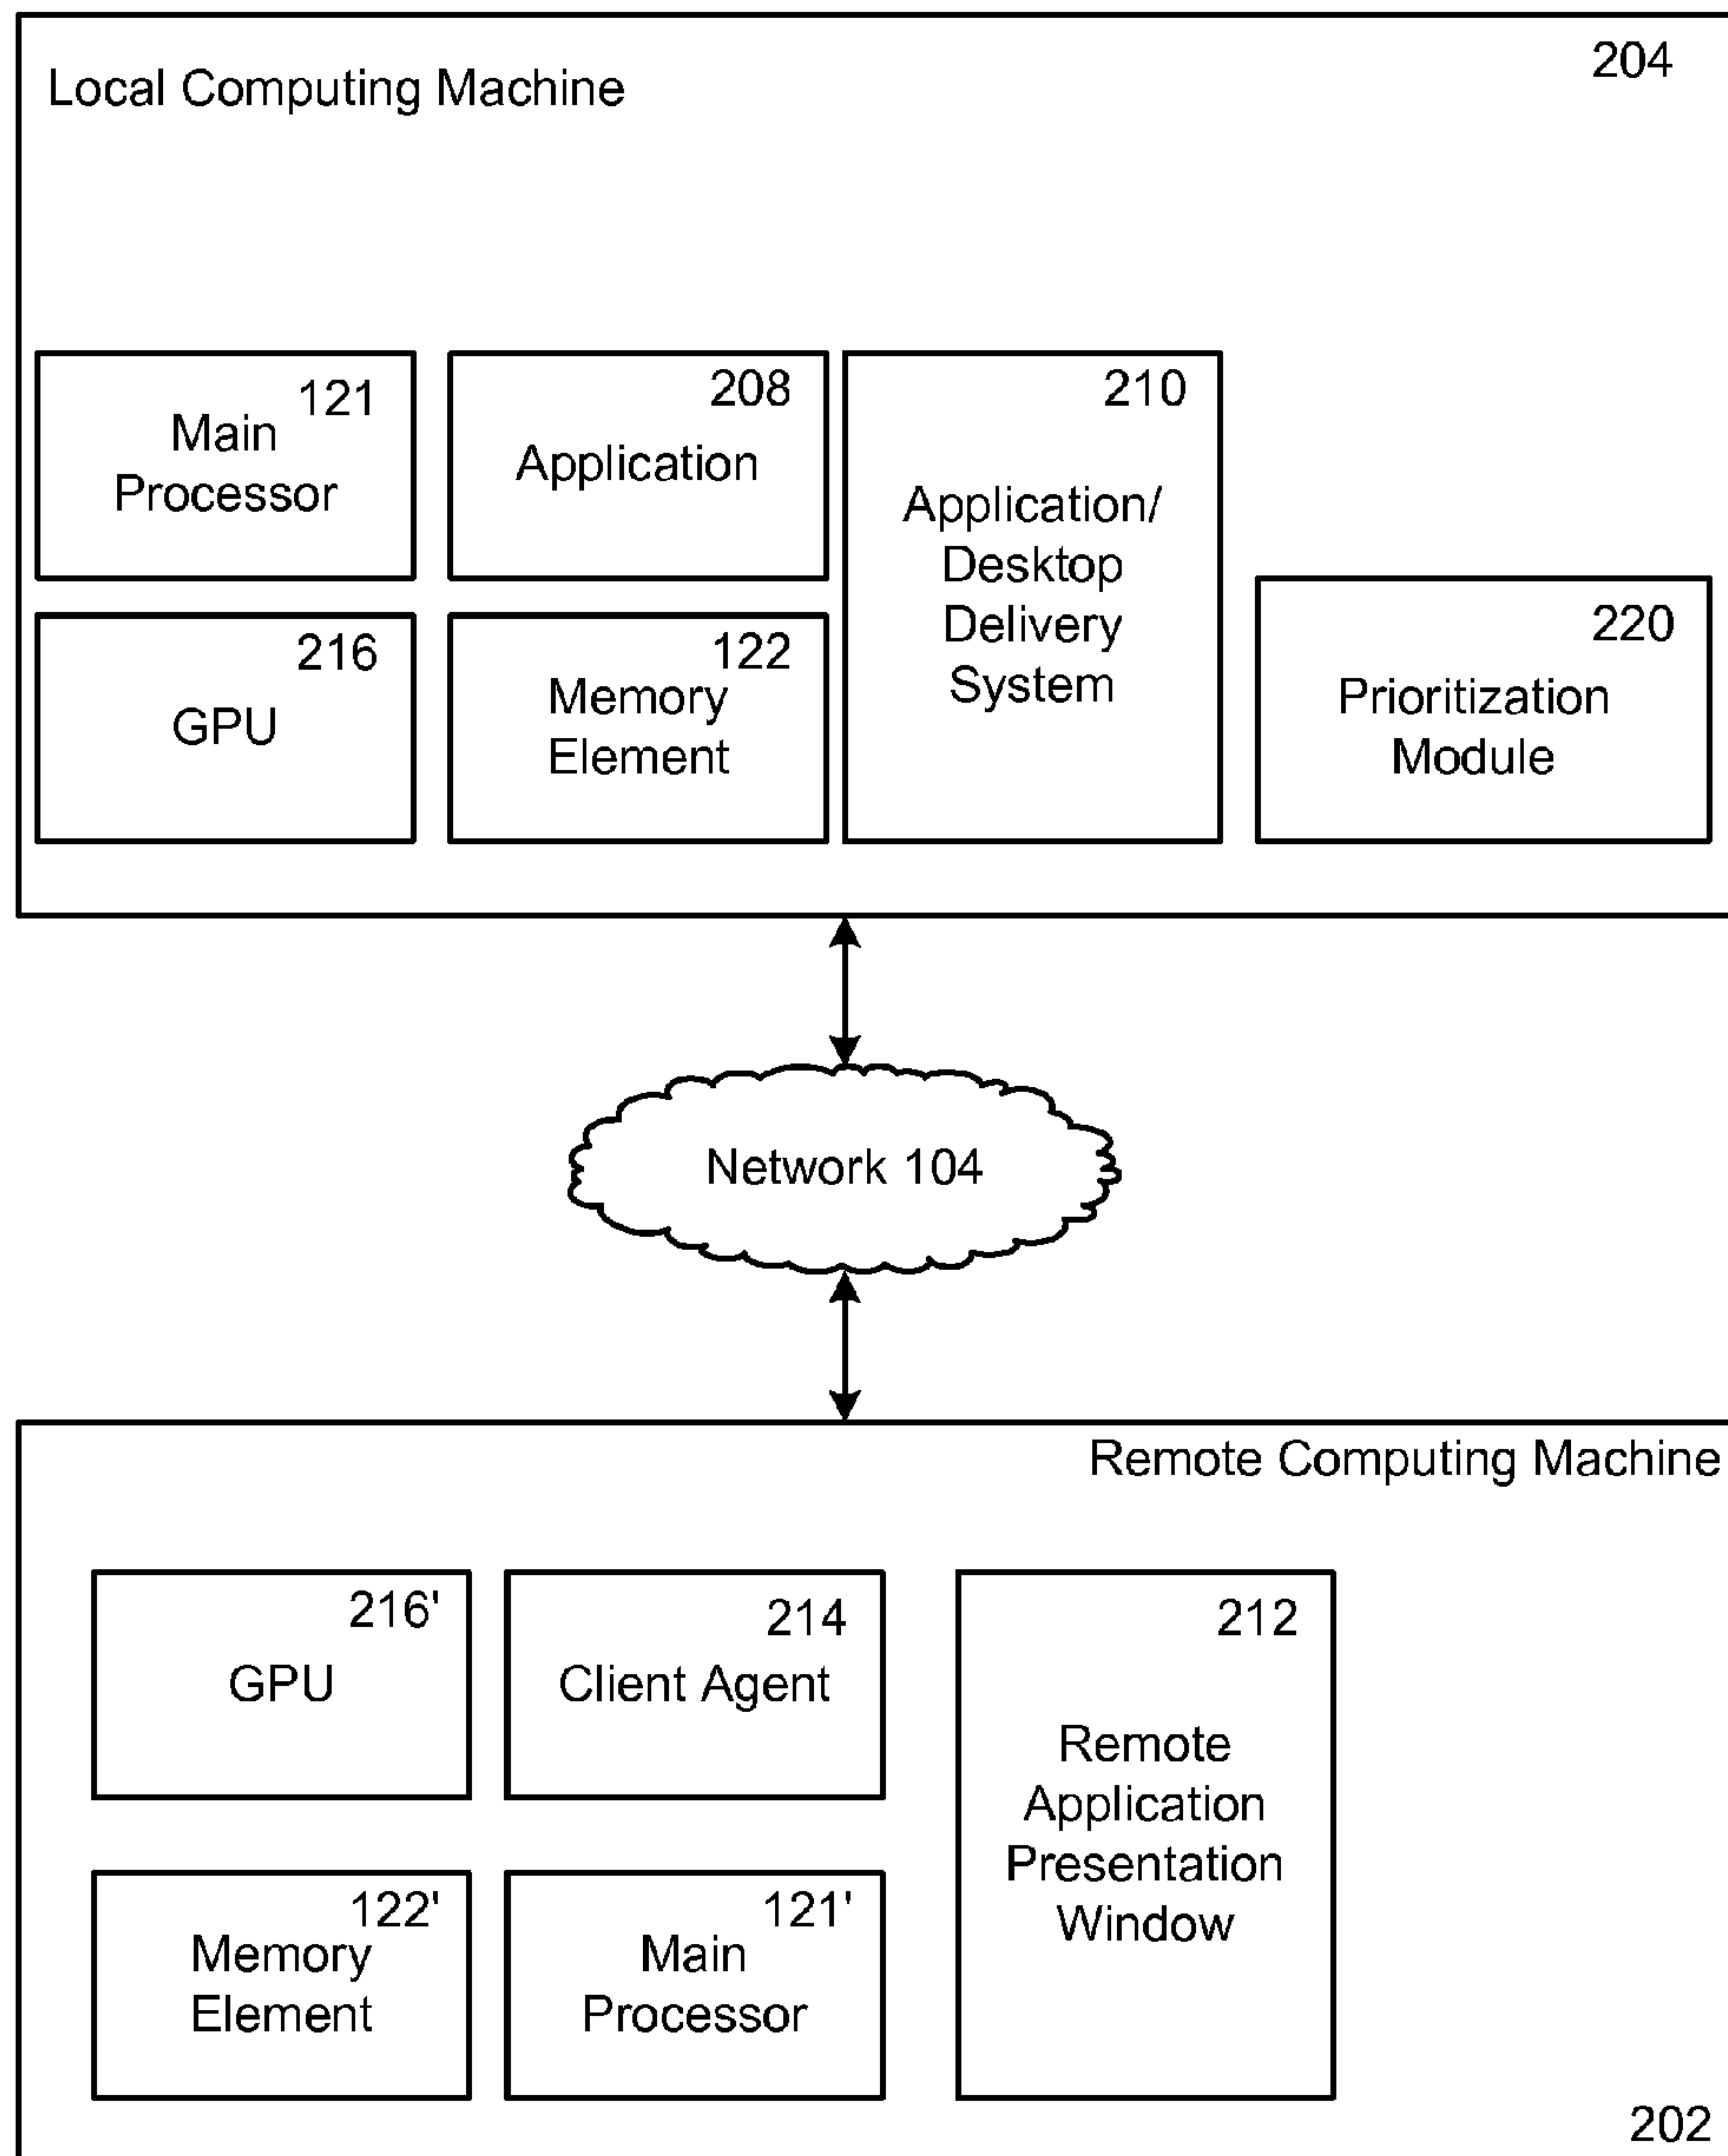 204
Local Computing Machine
121
Main
Processor
208
Application
210
Application/
Desktop
Delivery
System
216
GPU
122
Memory
Element
220
Prioritization
Module
Network 104
Remote Computing Machine
216'
GPU
214
Client Agent
212
Remote
Application
Presentation
Window
122'
Memory
Element
121'
Main
Processor
202